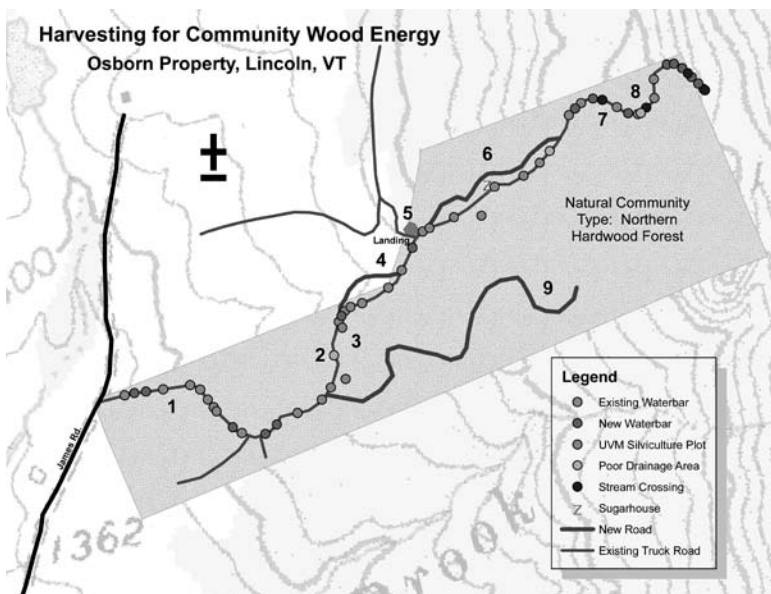 Harvesting for Community Wood Energy
Osborn Property, Lincoln, VT
8
7
6
Natural Community
Type: Northern
Hardwood Forest
5
Landing
4
9
3
2
1
James Rd.
1362
Legend
Existing Waterbar
New Waterbar
UVM Silviculture Plot
Poor Drainage Area
Stream Crossing
Z Sugarhouse
New Road
Existing Truck Road